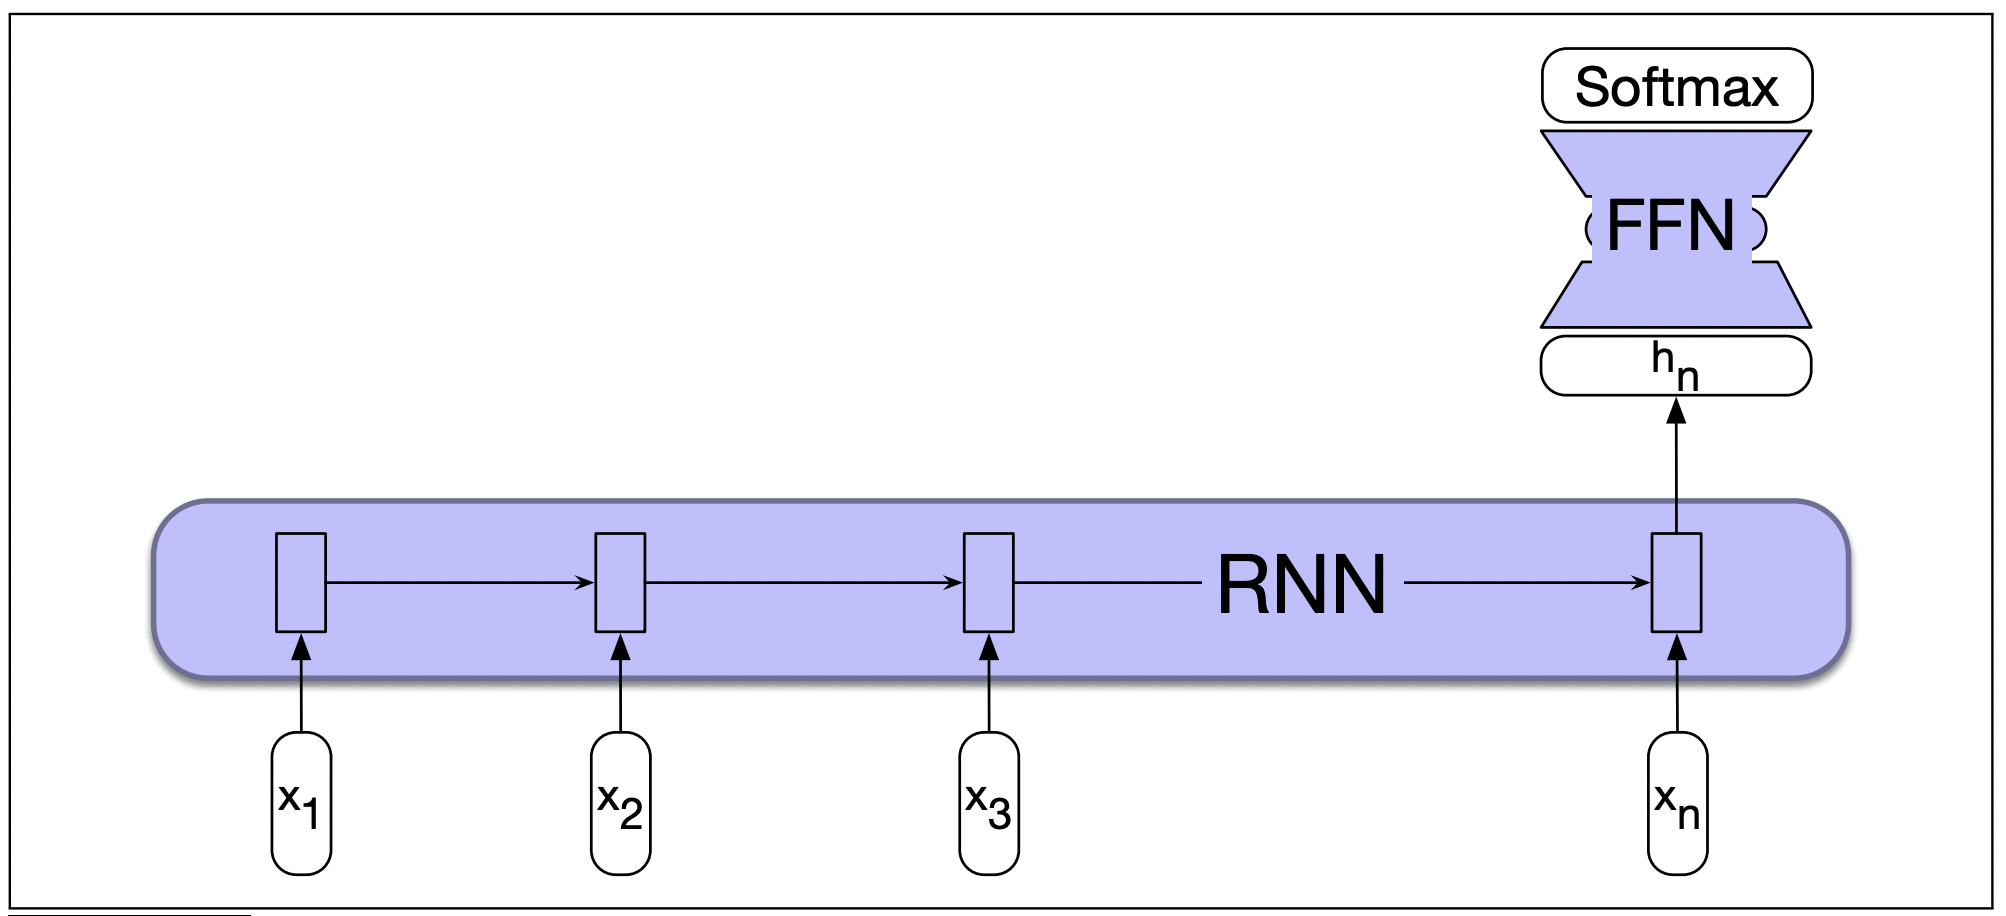 Softmax
FFN
hₙ
RNN
x₁ x₂ x₃ xₙ